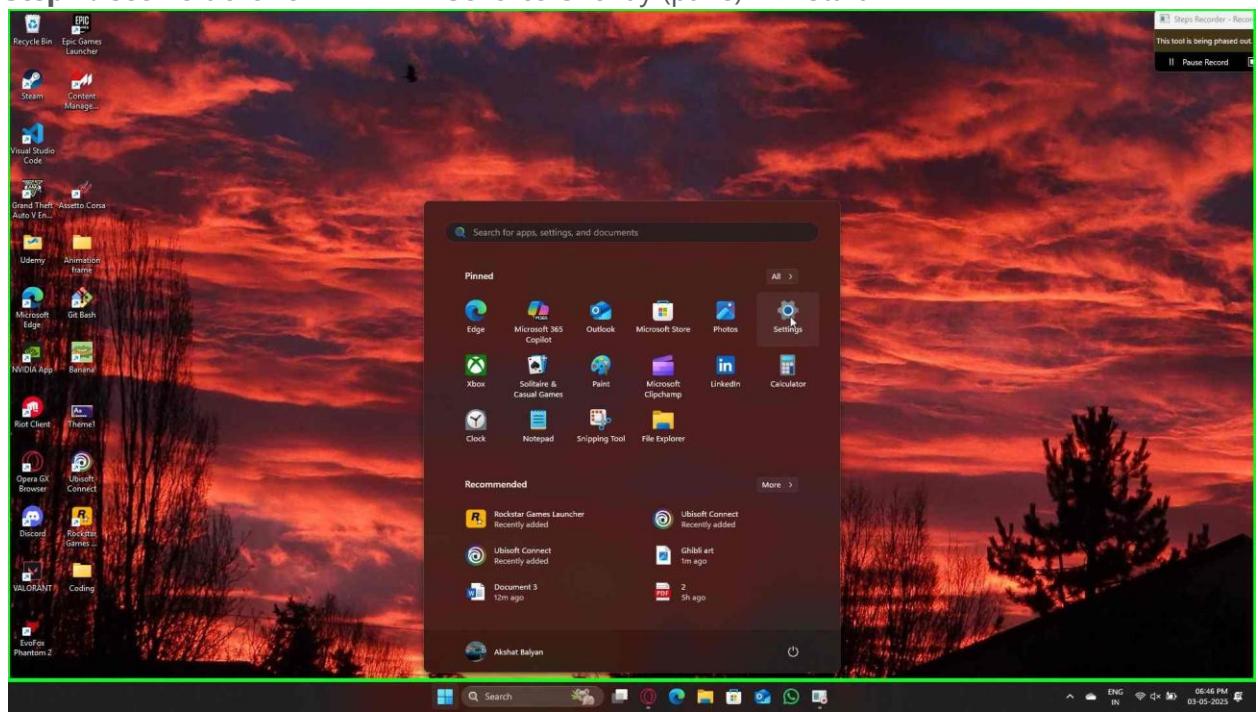 Recycle Bin
Epic Games
Launcher
Steam
Content
Manage...
Visual Studio
Code
Grand Theft
Auto V En...
Assetto Corsa
Udemy
Animation
frame
Microsoft
Edge
Git Bash
NVIDIA App
Banana
Riot Client
Theme1
Opera GX
Browser
Ubisoft
Connect
Discord
Rockstar
Games ...
VALORANT
Coding
EvoFox
Phantom 2
Steps Recorder - Recor
This tool is being phased out.
Pause Record
Search for apps, settings, and documents
Pinned
All >
Edge
Microsoft 365
Copilot
Outlook
Microsoft Store
Photos
Settings
Xbox
Solitaire &
Casual Games
Paint
Microsoft
Clipchamp
LinkedIn
Calculator
Clock
Notepad
Snipping Tool
File Explorer
Recommended
More >
Rockstar Games Launcher
Recently added
Ubisoft Connect
Recently added
Ubisoft Connect
Recently added
Ghibli art
1m ago
Document 3
12m ago
2
5h ago
Akshat Balyan
Search
ENG
IN
06:46 PM
03-05-2025